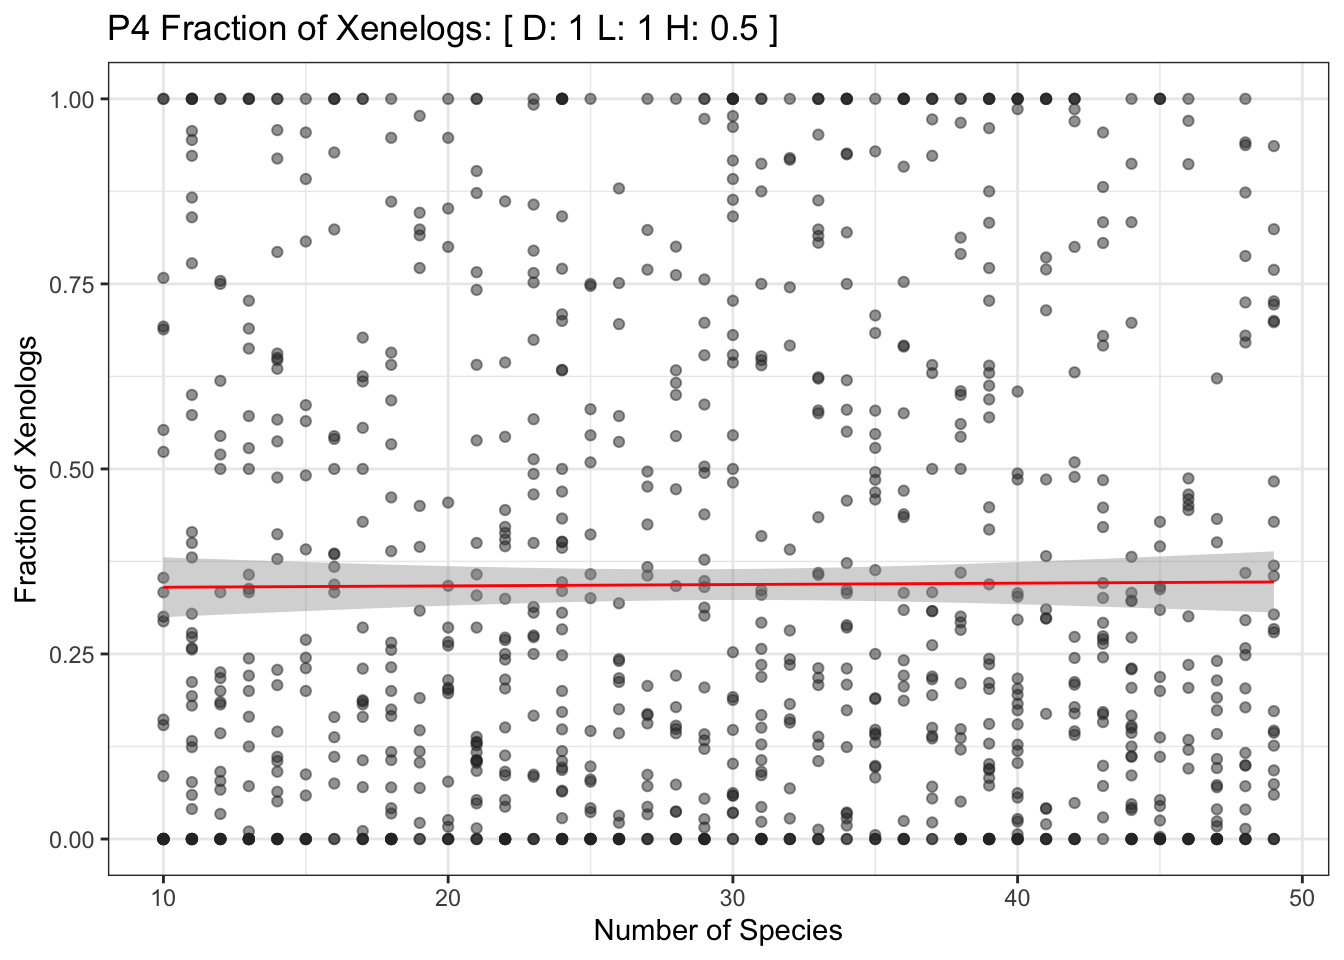 P4 Fraction of Xenelogs: [ D: 1 L: 1 H: 0.5 ]
1.00
0.75
0.50
0.25
0.00
Fraction of Xenologs
10 20 30 40 50
Number of Species